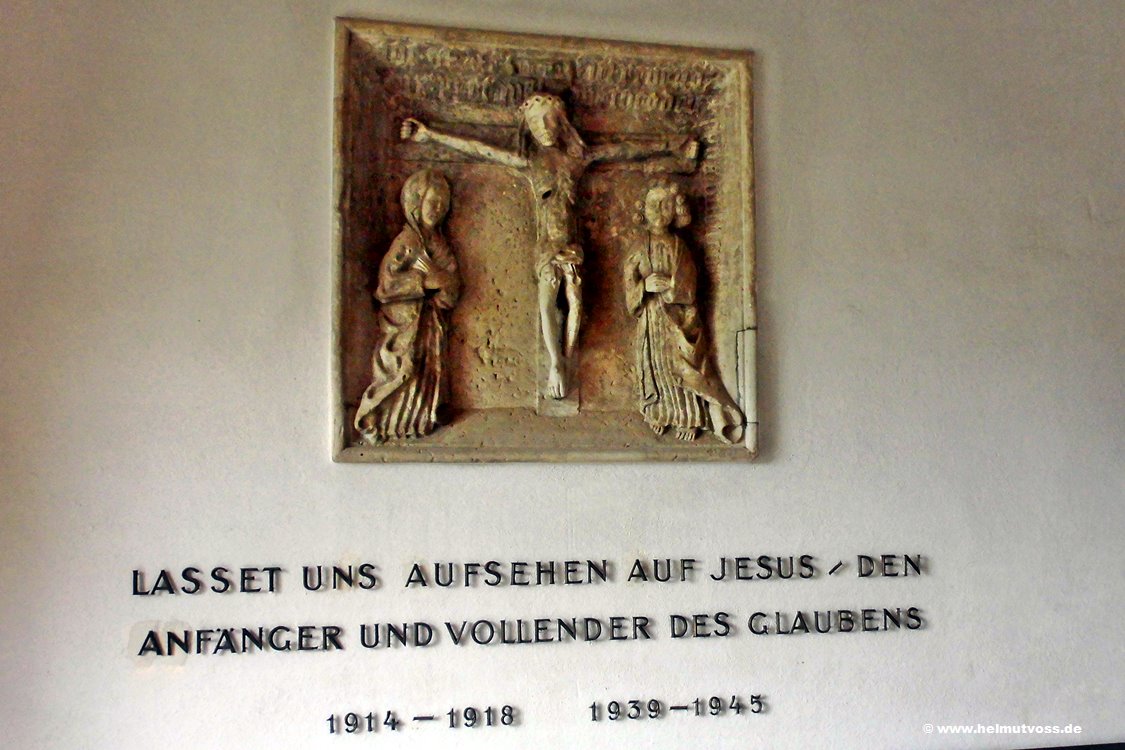 LASSET UNS AUFSEHEN AUF JESUS / DEN
ANFÄNGER UND VOLLENDER DES GLAUBENS
1914 – 1918 1939 – 1945
© www.helmutvoss.de